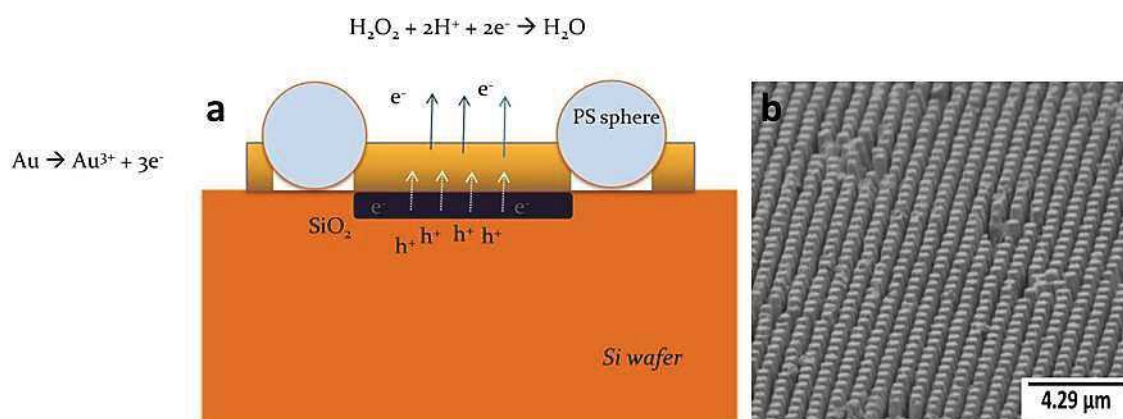 H₂O₂ + 2H⁺ + 2e⁻ → H₂O
a
e⁻ e⁻
PS sphere
b
Au → Au³⁺ + 3e⁻
e⁻ e⁻
SiO₂
h⁺ h⁺ h⁺ h⁺
Si wafer
4.29 µm